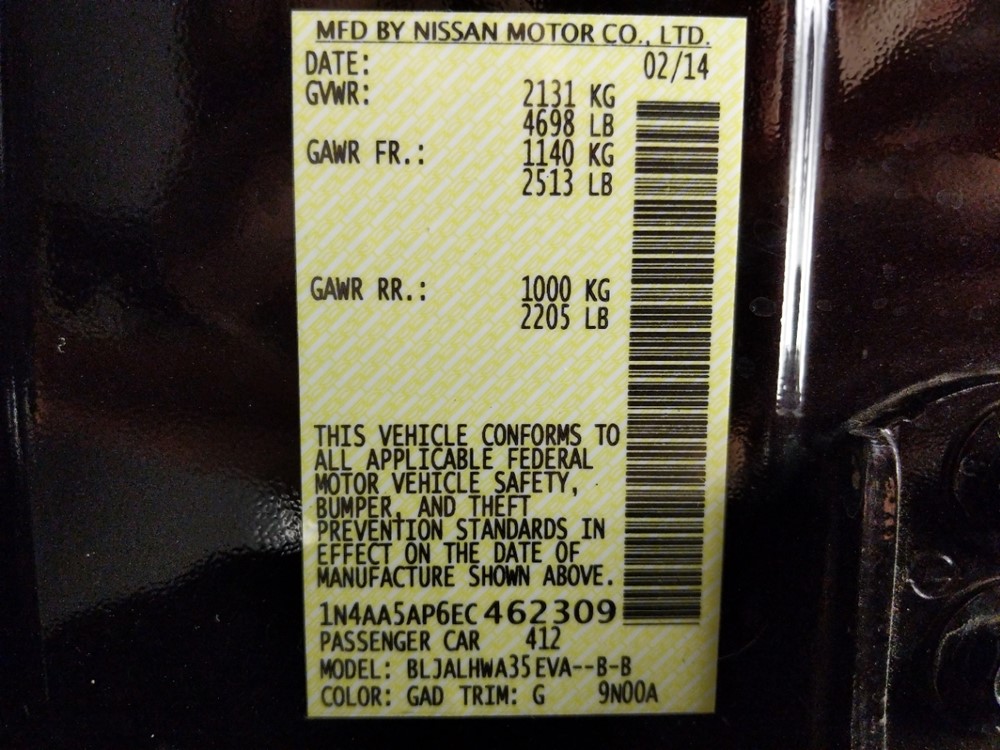 MFD BY NISSAN MOTOR CO., LTD.
DATE: 02/14
GVWR: 2131 KG
4698 LB
GAWR FR.: 1140 KG
2513 LB
GAWR RR.: 1000 KG
2205 LB
THIS VEHICLE CONFORMS TO
ALL APPLICABLE FEDERAL
MOTOR VEHICLE SAFETY,
BUMPER, AND THEFT
PREVENTION STANDARDS IN
EFFECT ON THE DATE OF
MANUFACTURE SHOWN ABOVE.
1N4AA5AP6EC462309
PASSENGER CAR 412
MODEL: BLJALHWA35EVA--B-B
COLOR: GAD TRIM: G 9N00A